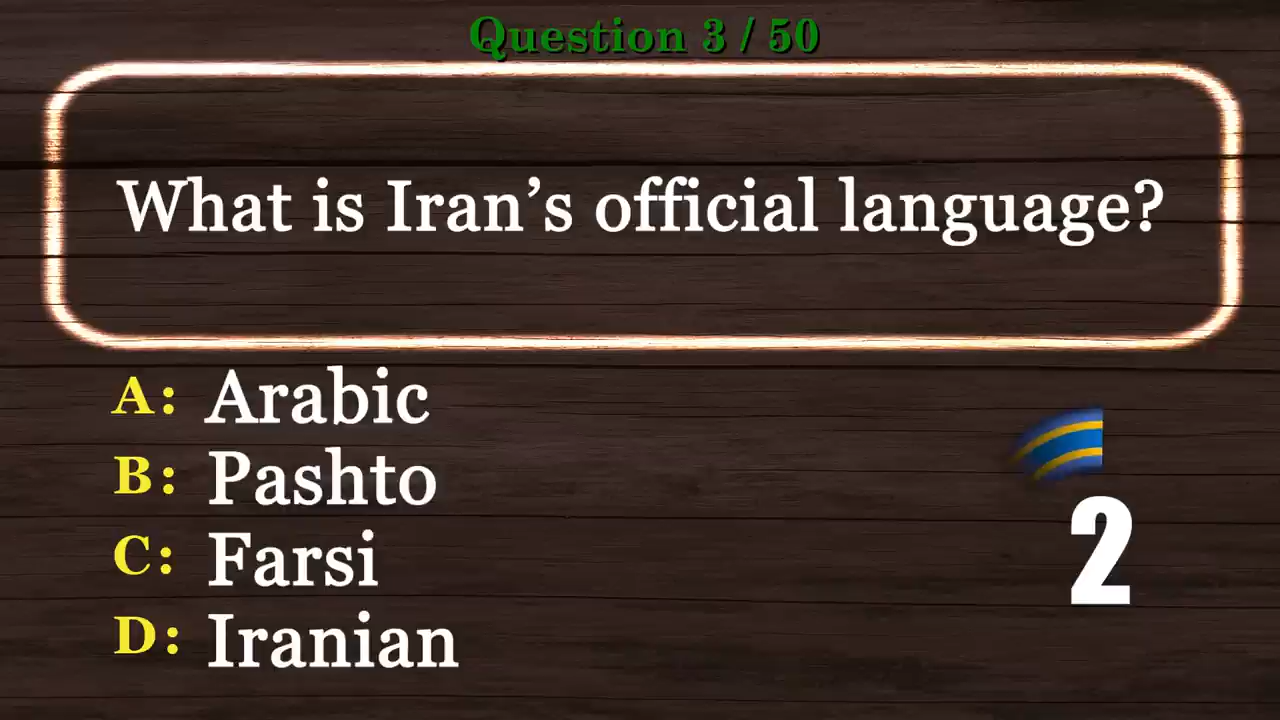 Question 3 / 50
What is Iran’s official language?
A: Arabic
B: Pashto
C: Farsi
D: Iranian
2